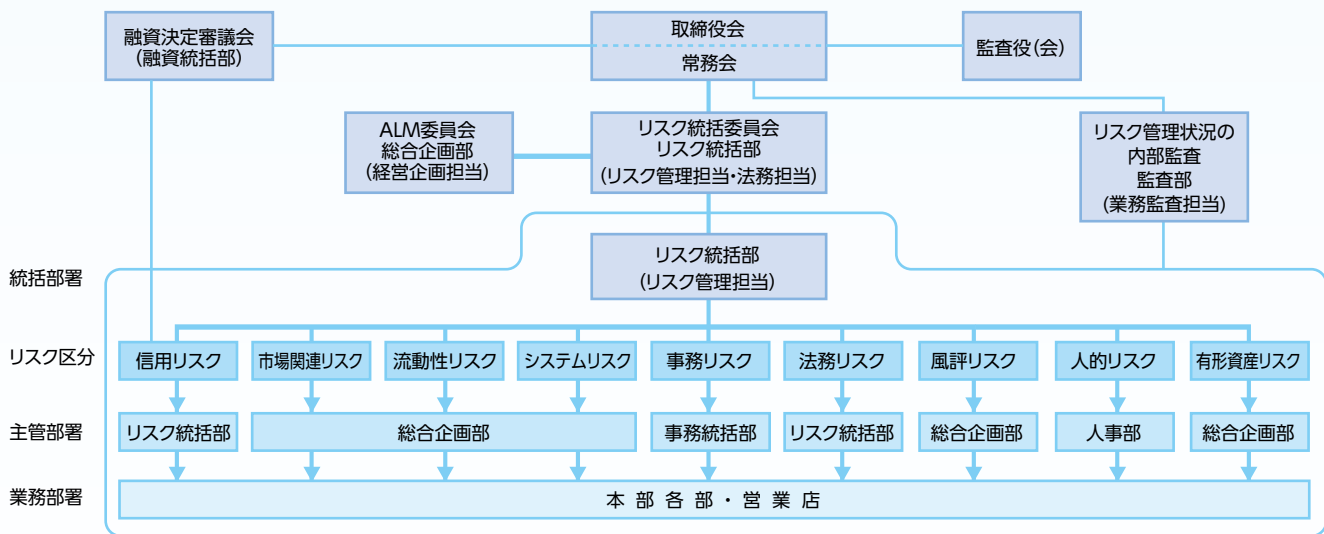 融資決定審議会
(融資統括部)
取締役会
常務会
監査役(会)
ALM委員会
総合企画部
(経営企画担当)
リスク統括委員会
リスク統括部
(リスク管理担当・法務担当)
リスク管理状況の
内部監査
監査部
(業務監査担当)
統括部署
リスク統括部
(リスク管理担当)
リスク区分
信用リスク
市場関連リスク
流動性リスク
システムリスク
事務リスク
法務リスク
風評リスク
人的リスク
有形資産リスク
主管部署
リスク統括部
総合企画部
事務統括部
リスク統括部
総合企画部
人事部
総合企画部
業務部署
本部各部・営業店